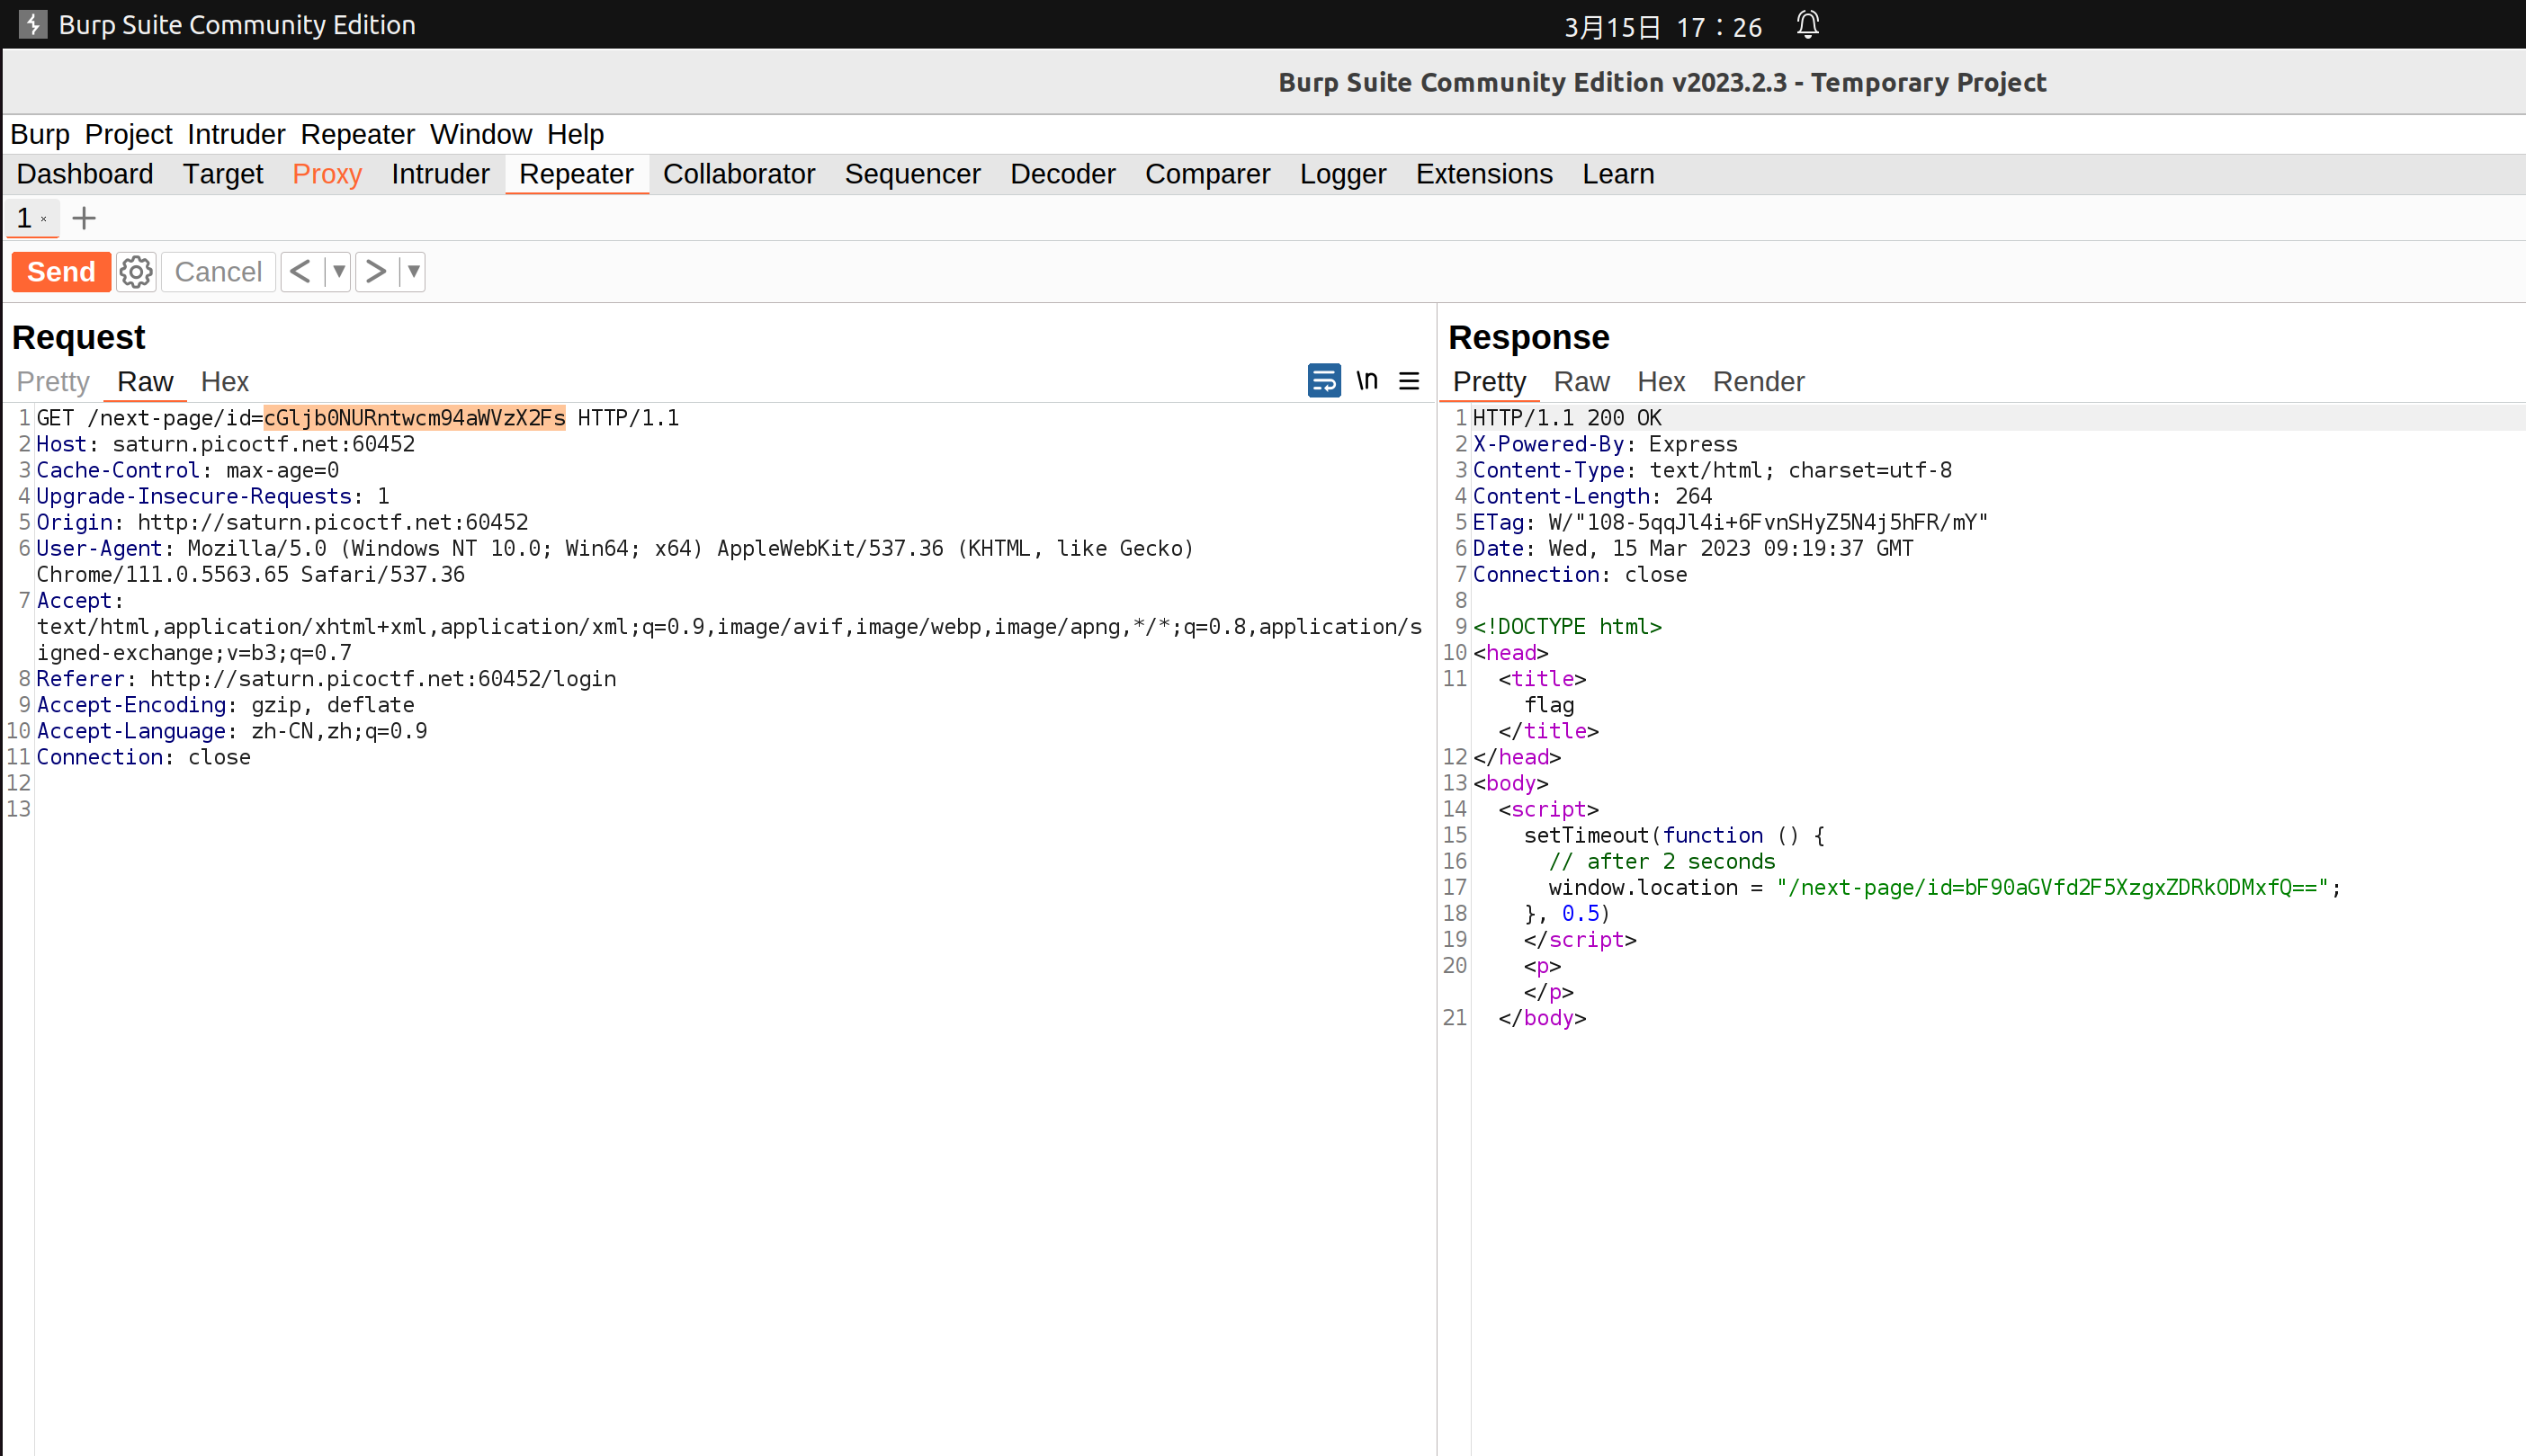 Burp Suite Community Edition
3月15日 17：26
Burp Suite Community Edition v2023.2.3 - Temporary Project
Burp Project Intruder Repeater Window Help
Dashboard Target Proxy Intruder Repeater Collaborator Sequencer Decoder Comparer Logger Extensions Learn
1 × +
Send Cancel < ▼ > ▼
Request
Pretty Raw Hex \n
1 GET /next-page/id=cGljb0NURntwcm94aWVzX2Fs HTTP/1.1
2 Host: saturn.picoctf.net:60452
3 Cache-Control: max-age=0
4 Upgrade-Insecure-Requests: 1
5 Origin: http://saturn.picoctf.net:60452
6 User-Agent: Mozilla/5.0 (Windows NT 10.0; Win64; x64) AppleWebKit/537.36 (KHTML, like Gecko)
Chrome/111.0.5563.65 Safari/537.36
7 Accept:
text/html,application/xhtml+xml,application/xml;q=0.9,image/avif,image/webp,image/apng,*/*;q=0.8,application/s
igned-exchange;v=b3;q=0.7
8 Referer: http://saturn.picoctf.net:60452/login
9 Accept-Encoding: gzip, deflate
10 Accept-Language: zh-CN,zh;q=0.9
11 Connection: close
12
13
Response
Pretty Raw Hex Render
1 HTTP/1.1 200 OK
2 X-Powered-By: Express
3 Content-Type: text/html; charset=utf-8
4 Content-Length: 264
5 ETag: W/"108-5qqJl4i+6FvnSHyZ5N4j5hFR/mY"
6 Date: Wed, 15 Mar 2023 09:19:37 GMT
7 Connection: close
8
9 <!DOCTYPE html>
10 <head>
11 <title>
flag
</title>
12 </head>
13 <body>
14 <script>
15 setTimeout(function () {
16 // after 2 seconds
17 window.location = "/next-page/id=bF90aGVfd2F5XzgxZDRkODMxfQ==";
18 }, 0.5)
19 </script>
20 <p>
</p>
21 </body>